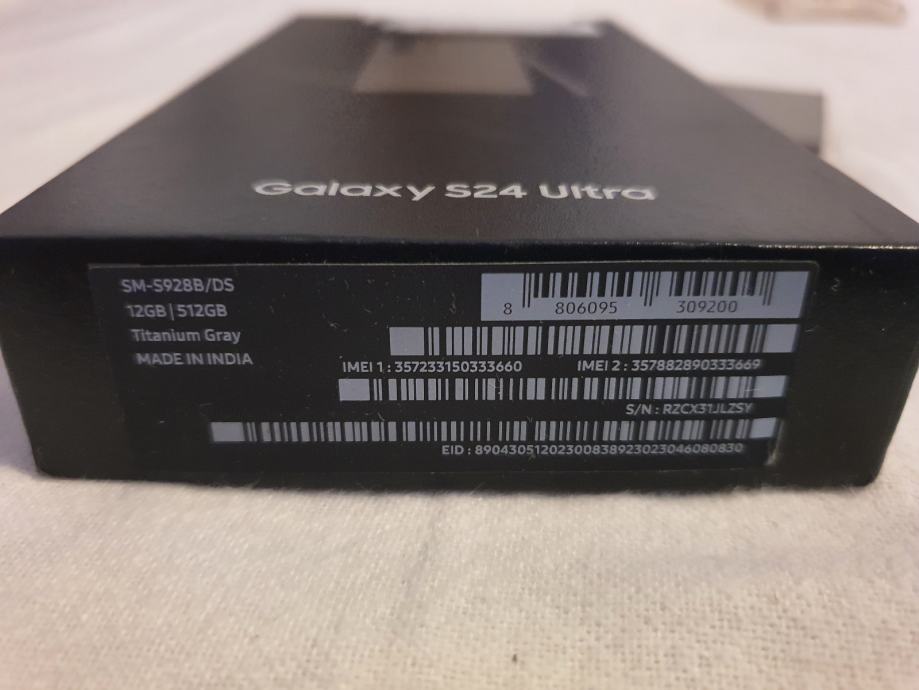 Galaxy S24 Ultra
SM-S928B/DS
12GB | 512GB
Titanium Gray
MADE IN INDIA
8 806095 309200
IMEI 1 : 357233150333660 IMEI 2 : 357882890333669
S/N : RZCX31JLZSY
EID : 89043051202300838923023046080830